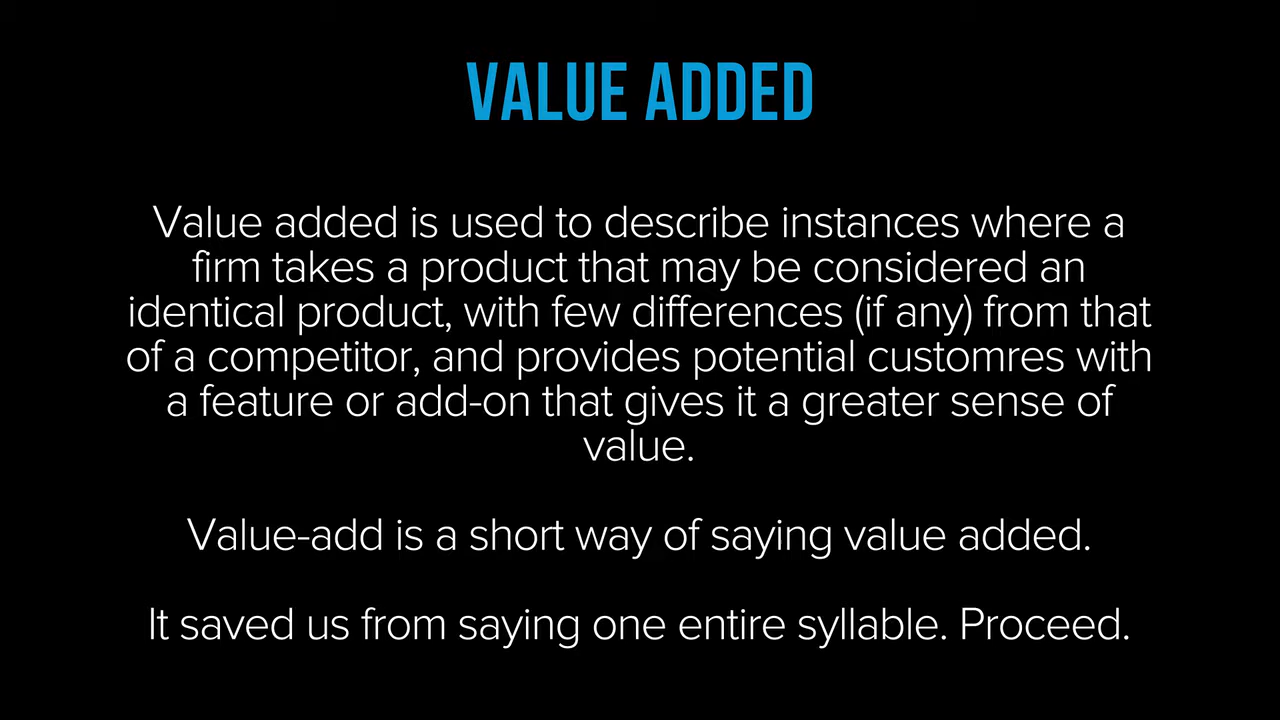 VALUE ADDED
Value added is used to describe instances where a
firm takes a product that may be considered an
identical product, with few differences (if any) from that
of a competitor, and provides potential customres with
a feature or add-on that gives it a greater sense of
value.
Value-add is a short way of saying value added.
It saved us from saying one entire syllable. Proceed.